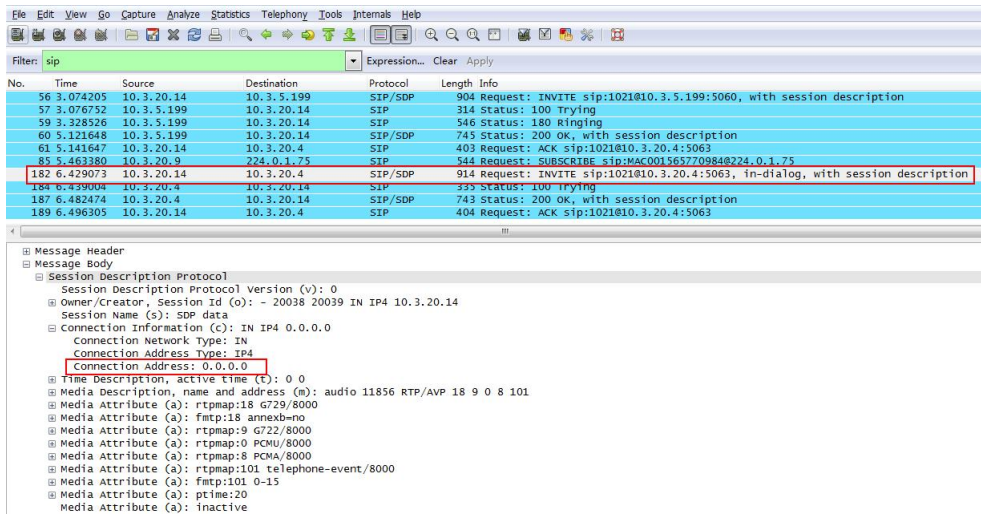 File Edit View Go Capture Analyze Statistics Telephony Tools Internals Help
Filter: sip Expression... Clear Apply
No. Time Source Destination Protocol Length Info
56 3.074205 10.3.20.14 10.3.5.199 SIP/SDP 904 Request: INVITE sip:1021@10.3.5.199:5060, with session description
57 3.076752 10.3.5.199 10.3.20.14 SIP 314 Status: 100 Trying
59 3.328526 10.3.5.199 10.3.20.14 SIP 546 Status: 180 Ringing
60 5.121648 10.3.5.199 10.3.20.14 SIP/SDP 745 Status: 200 OK, with session description
61 5.141647 10.3.20.14 10.3.20.4 SIP 403 Request: ACK sip:1021@10.3.20.4:5063
85 5.463380 10.3.20.9 224.0.1.75 SIP 544 Request: SUBSCRIBE sip:MAC001565770984@224.0.1.75
182 6.429073 10.3.20.14 10.3.20.4 SIP/SDP 914 Request: INVITE sip:1021@10.3.20.4:5063, in-dialog, with session description
184 6.439004 10.3.20.4 10.3.20.14 SIP 335 Status: 100 Trying
187 6.482474 10.3.20.4 10.3.20.14 SIP/SDP 743 Status: 200 OK, with session description
189 6.496305 10.3.20.14 10.3.20.4 SIP 404 Request: ACK sip:1021@10.3.20.4:5063
Message Header
Message Body
Session Description Protocol
Session Description Protocol Version (v): 0
Owner/Creator, Session Id (o): - 20038 20039 IN IP4 10.3.20.14
Session Name (s): SDP data
Connection Information (c): IN IP4 0.0.0.0
Connection Network Type: IN
Connection Address Type: IP4
Connection Address: 0.0.0.0
Time Description, active time (t): 0 0
Media Description, name and address (m): audio 11856 RTP/AVP 18 9 0 8 101
Media Attribute (a): rtpmap:18 G729/8000
Media Attribute (a): fmtp:18 annexb=no
Media Attribute (a): rtpmap:9 G722/8000
Media Attribute (a): rtpmap:0 PCMU/8000
Media Attribute (a): rtpmap:8 PCMA/8000
Media Attribute (a): rtpmap:101 telephone-event/8000
Media Attribute (a): fmtp:101 0-15
Media Attribute (a): ptime:20
Media Attribute (a): inactive